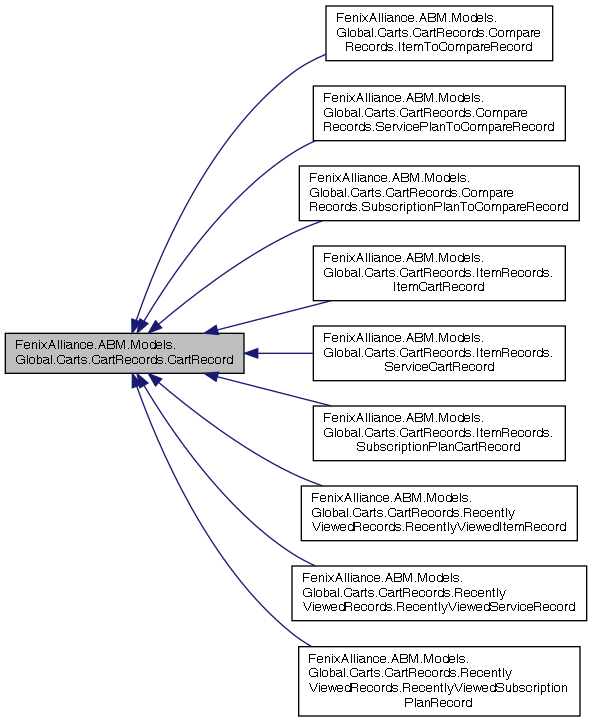 FenixAlliance.ABM.Models.
Global.Carts.CartRecords.Compare
Records.ItemToCompareRecord
FenixAlliance.ABM.Models.
Global.Carts.CartRecords.Compare
Records.ServicePlanToCompareRecord
FenixAlliance.ABM.Models.
Global.Carts.CartRecords.Compare
Records.SubscriptionPlanToCompareRecord
FenixAlliance.ABM.Models.
Global.Carts.CartRecords.ItemRecords.
ItemCartRecord
FenixAlliance.ABM.Models.
Global.Carts.CartRecords.CartRecord
FenixAlliance.ABM.Models.
Global.Carts.CartRecords.ItemRecords.
ServiceCartRecord
FenixAlliance.ABM.Models.
Global.Carts.CartRecords.ItemRecords.
SubscriptionPlanCartRecord
FenixAlliance.ABM.Models.
Global.Carts.CartRecords.Recently
ViewedRecords.RecentlyViewedItemRecord
FenixAlliance.ABM.Models.
Global.Carts.CartRecords.Recently
ViewedRecords.RecentlyViewedServiceRecord
FenixAlliance.ABM.Models.
Global.Carts.CartRecords.Recently
ViewedRecords.RecentlyViewedSubscription
PlanRecord